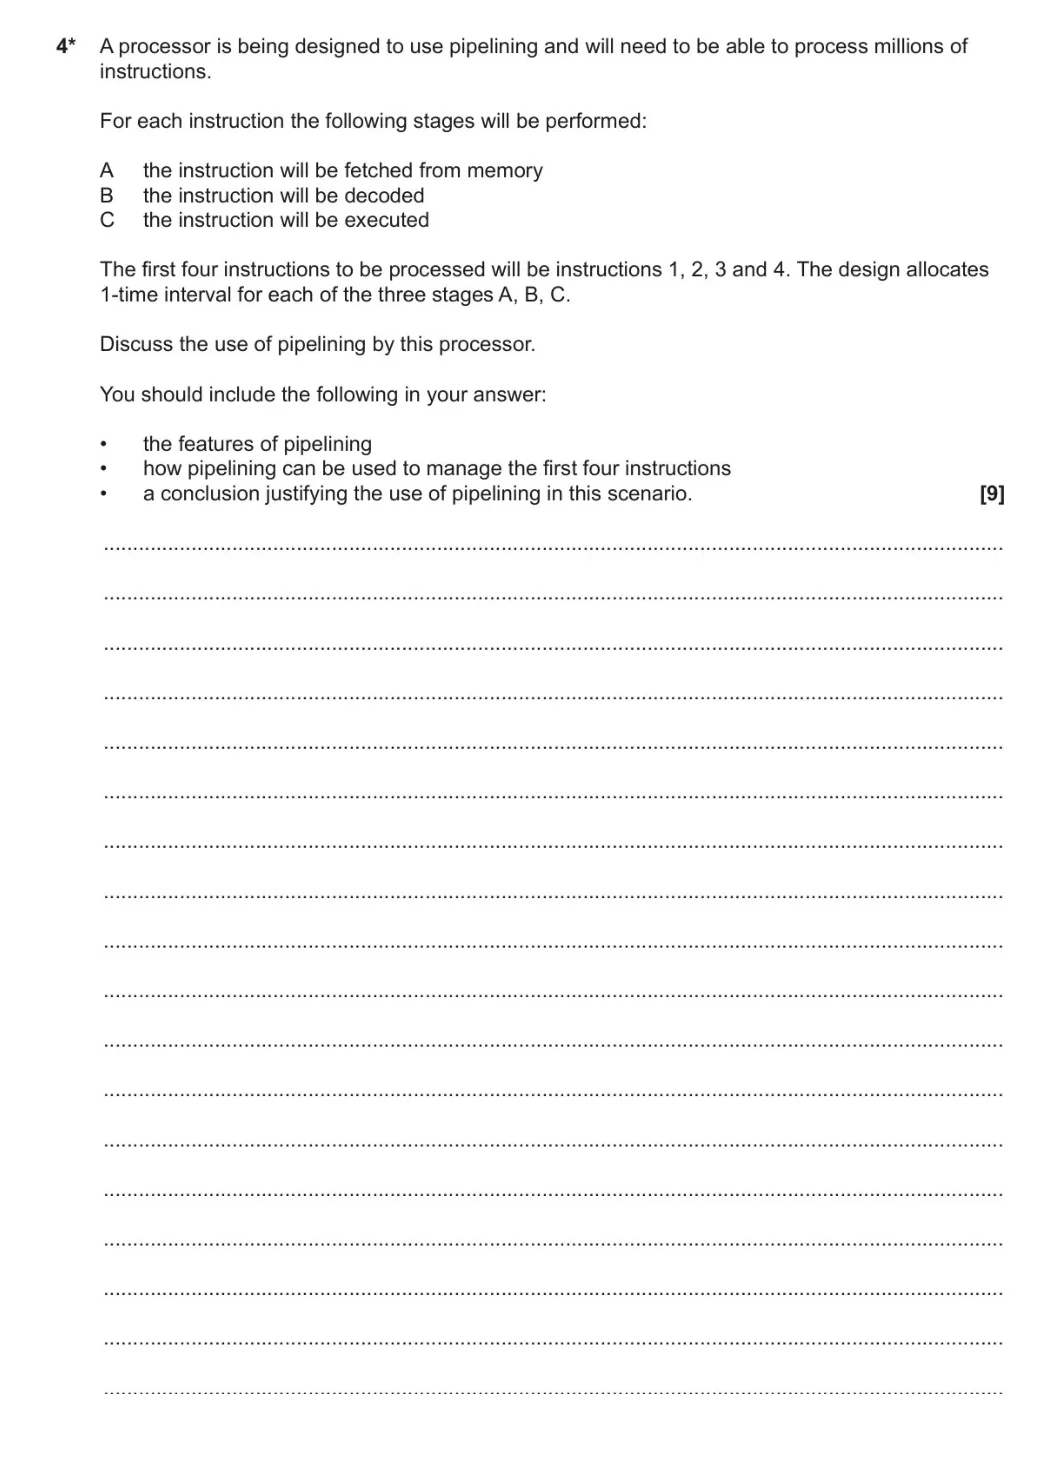 4* A processor is being designed to use pipelining and will need to be able to process millions of
instructions.
For each instruction the following stages will be performed:
A the instruction will be fetched from memory
B the instruction will be decoded
C the instruction will be executed
The first four instructions to be processed will be instructions 1, 2, 3 and 4. The design allocates
1-time interval for each of the three stages A, B, C.
Discuss the use of pipelining by this processor.
You should include the following in your answer:
• the features of pipelining
• how pipelining can be used to manage the first four instructions
• a conclusion justifying the use of pipelining in this scenario. [9]